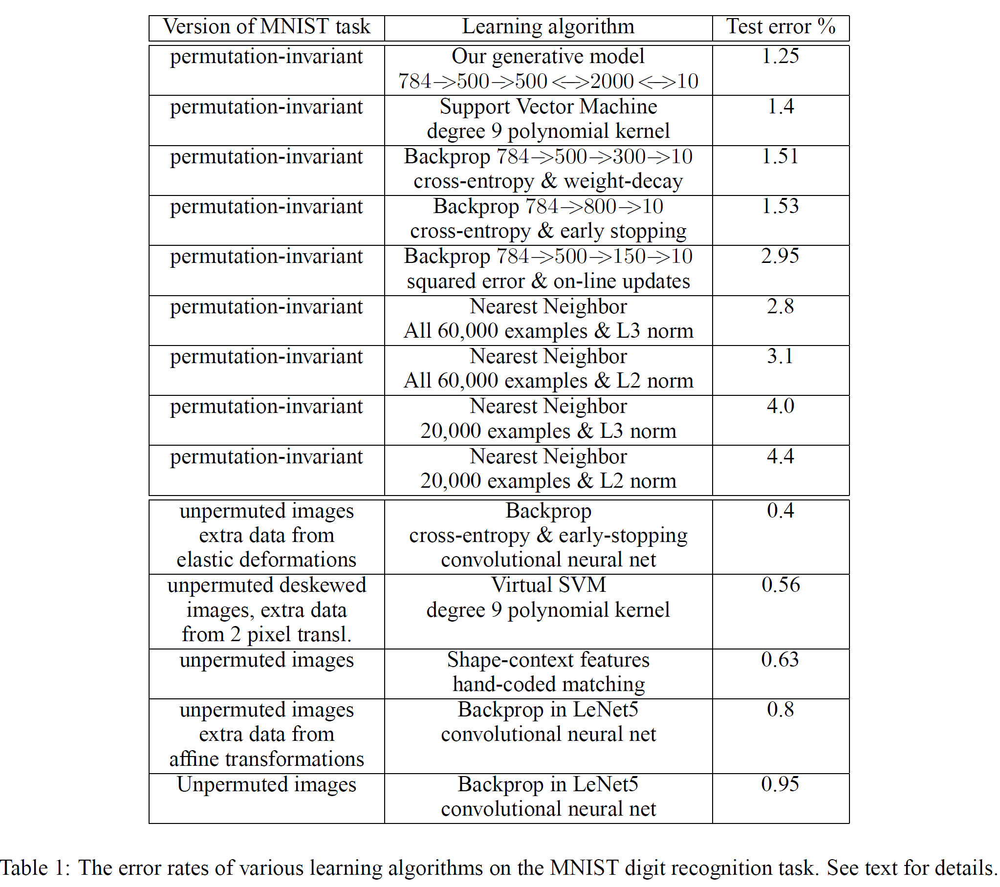 Version of MNIST task Learning algorithm Test error %
permutation-invariant Our generative model 1.25
784->500->500<->2000<->10
permutation-invariant Support Vector Machine 1.4
degree 9 polynomial kernel
permutation-invariant Backprop 784->500->300->10 1.51
cross-entropy & weight-decay
permutation-invariant Backprop 784->800->10 1.53
cross-entropy & early stopping
permutation-invariant Backprop 784->500->150->10 2.95
squared error & on-line updates
permutation-invariant Nearest Neighbor 2.8
All 60,000 examples & L3 norm
permutation-invariant Nearest Neighbor 3.1
All 60,000 examples & L2 norm
permutation-invariant Nearest Neighbor 4.0
20,000 examples & L3 norm
permutation-invariant Nearest Neighbor 4.4
20,000 examples & L2 norm
unpermuted images Backprop 0.4
extra data from cross-entropy & early-stopping
elastic deformations convolutional neural net
unpermuted deskewed Virtual SVM 0.56
images, extra data degree 9 polynomial kernel
from 2 pixel transl.
unpermuted images Shape-context features 0.63
hand-coded matching
unpermuted images Backprop in LeNet5 0.8
extra data from convolutional neural net
affine transformations
Unpermuted images Backprop in LeNet5 0.95
convolutional neural net
Table 1: The error rates of various learning algorithms on the MNIST digit recognition task. See text for details.